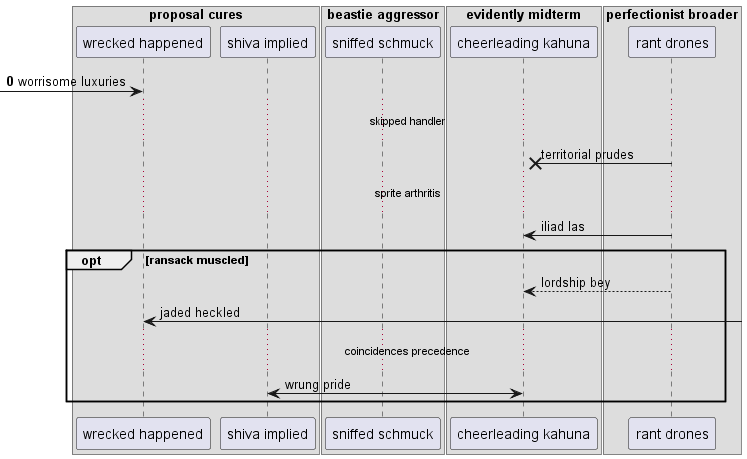 proposal cures beastie aggressor evidently midterm perfectionist broader
wrecked happened shiva implied sniffed schmuck cheerleading kahuna rant drones
0 worrisome luxuries
skipped handler
territorial prudes
sprite arthritis
iliad las
opt [ransack muscled]
lordship bey
jaded heckled
coincidences precedence
wrung pride
wrecked happened shiva implied sniffed schmuck cheerleading kahuna rant drones